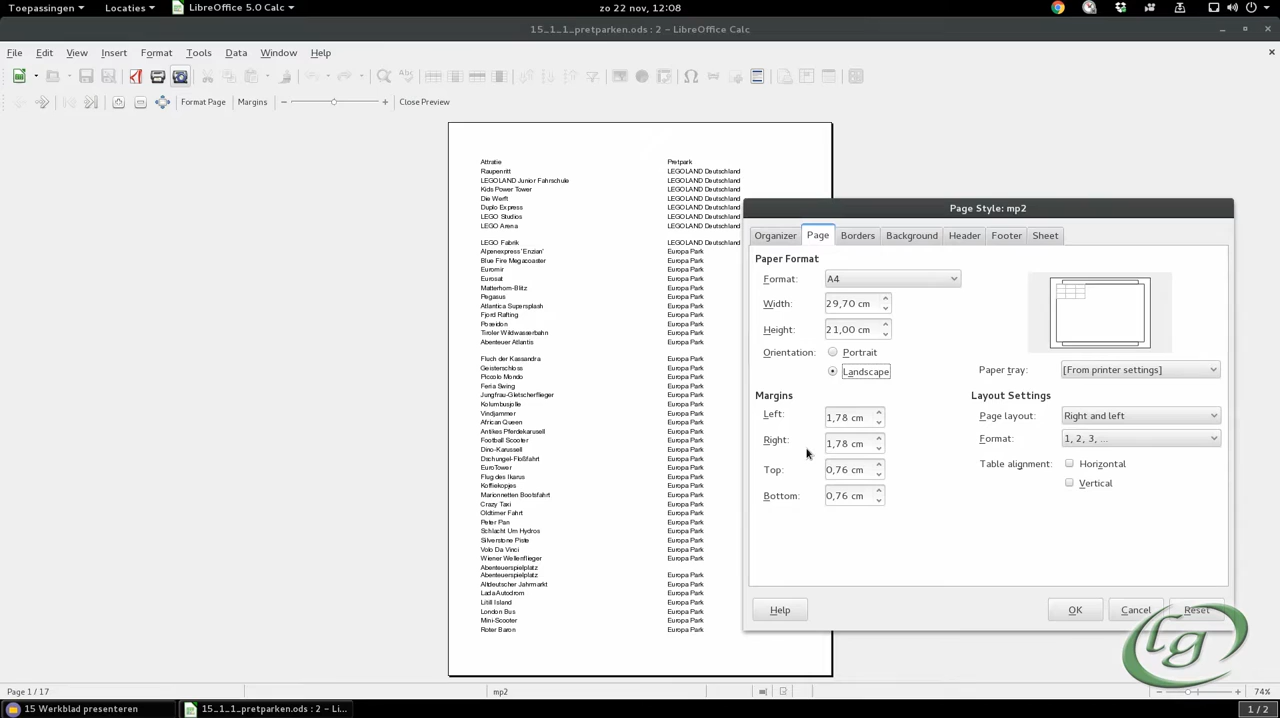 Toepassingen Locaties LibreOffice 5.0 Calc zo 22 nov, 12:08
15_1_1_pretparken.ods : 2 - LibreOffice Calc
File Edit View Insert Format Tools Data Window Help
Format Page Margins Close Preview
Attratie Pretpark
Raupenritt LEGOLAND Deutschland
LEGOLAND Junior Fahrschule LEGOLAND Deutschland
Kids Power Tower LEGOLAND Deutschland
Die Werft LEGOLAND Deutschland
Duplo Express LEGOLAND Deutschland
LEGO Studios LEGOLAND Deutschland
LEGO Arena LEGOLAND Deutschland
LEGO Fabrik LEGOLAND Deutschland
Alpenexpress'Enzian' Europa Park
Blue Fire Megacoaster Europa Park
Euromir Europa Park
Eurosat Europa Park
Matterhorn-Blitz Europa Park
Pegasus Europa Park
Atlantica Supersplash Europa Park
Fjord Rafting Europa Park
Poseidon Europa Park
Tiroler Wildwasserbahn Europa Park
Abenteuer Atlantis Europa Park
Fluch der Kassandra Europa Park
Geisterschloss Europa Park
Piccolo Mondo Europa Park
Feria Swing Europa Park
Jungfrau-Gletscherflieger Europa Park
Kolumbusjolle Europa Park
Vindjammer Europa Park
African Queen Europa Park
Antikes Pferdekarusell Europa Park
Football Scooter Europa Park
Dino-Karussell Europa Park
Dschungel-Floßfahrt Europa Park
EuroTower Europa Park
Flug des Ikarus Europa Park
Koffiekopjes Europa Park
Marionnetten Bootsfahrt Europa Park
Crazy Taxi Europa Park
Oldtimer Fahrt Europa Park
Peter Pan Europa Park
Schlacht Um Hydros Europa Park
Silverstone Piste Europa Park
Volo Da Vinci Europa Park
Wiener Wellenflieger Europa Park
Abenteuerspielplatz
Abenteuerspielplatz Europa Park
Altdeutscher Jahrmarkt Europa Park
Lada Autodrom Europa Park
Litill Island Europa Park
London Bus Europa Park
Mini-Scooter Europa Park
Roter Baron Europa Park
Page Style: mp2
Organizer Page Borders Background Header Footer Sheet
Paper Format
Format: A4
Width: 29,70 cm
Height: 21,00 cm
Orientation: Portrait
Landscape
Paper tray: [From printer settings]
Margins
Left: 1,78 cm
Right: 1,78 cm
Top: 0,76 cm
Bottom: 0,76 cm
Layout Settings
Page layout: Right and left
Format: 1, 2, 3, ...
Table alignment: Horizontal
Vertical
Help OK Cancel Reset
lg
Page 1 / 17 mp2 74%
15 Werkblad presenteren 15_1_1_pretparken.ods : 2 - Li... 1 / 2